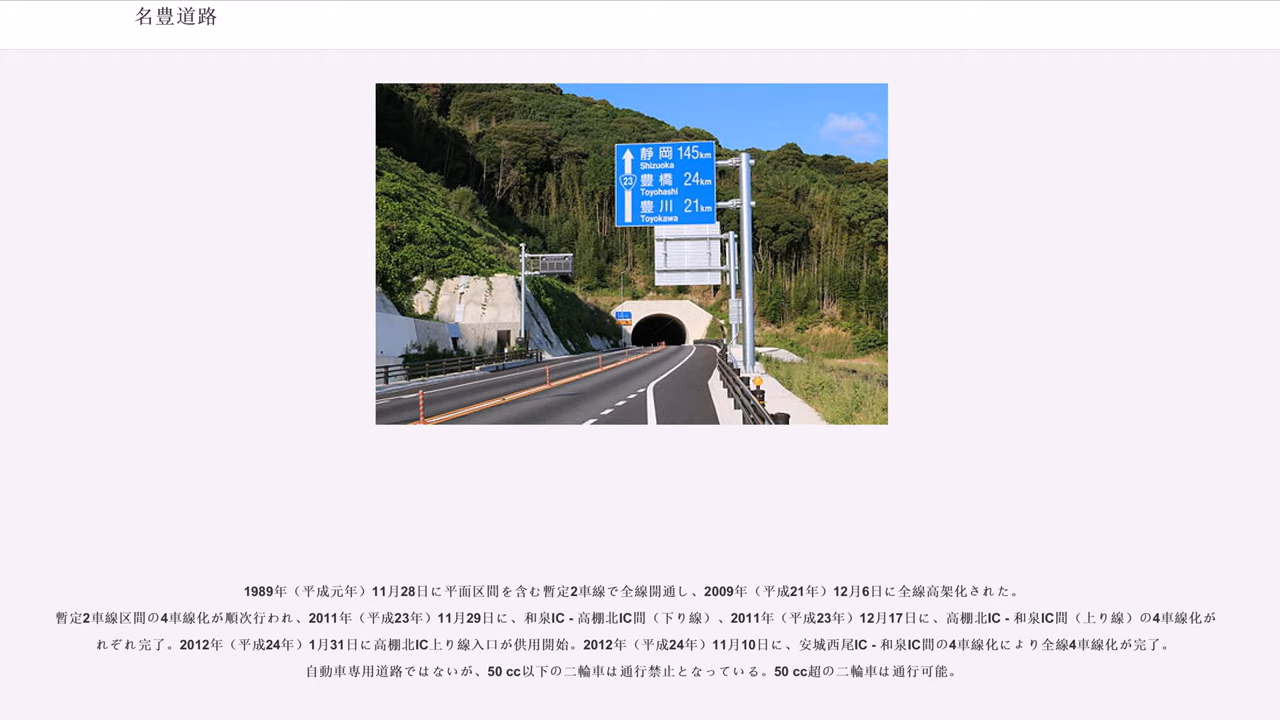 名豊道路
静岡 145km
Shizuoka
23
豊橋 24km
Toyohashi
豊川 21km
Toyokawa
1989年（平成元年）11月28日に平面区間を含む暫定2車線で全線開通し、2009年（平成21年）12月6日に全線高架化された。
暫定2車線区間の4車線化が順次行われ、2011年（平成23年）11月29日に、和泉IC - 高棚北IC間（下り線）、2011年（平成23年）12月17日に、高棚北IC - 和泉IC間（上り線）の4車線化が
れぞれ完了。2012年（平成24年）1月31日に高棚北IC上り線入口が供用開始。2012年（平成24年）11月10日に、安城西尾IC - 和泉IC間の4車線化により全線4車線化が完了。
自動車専用道路ではないが、50 cc以下の二輪車は通行禁止となっている。50 cc超の二輪車は通行可能。